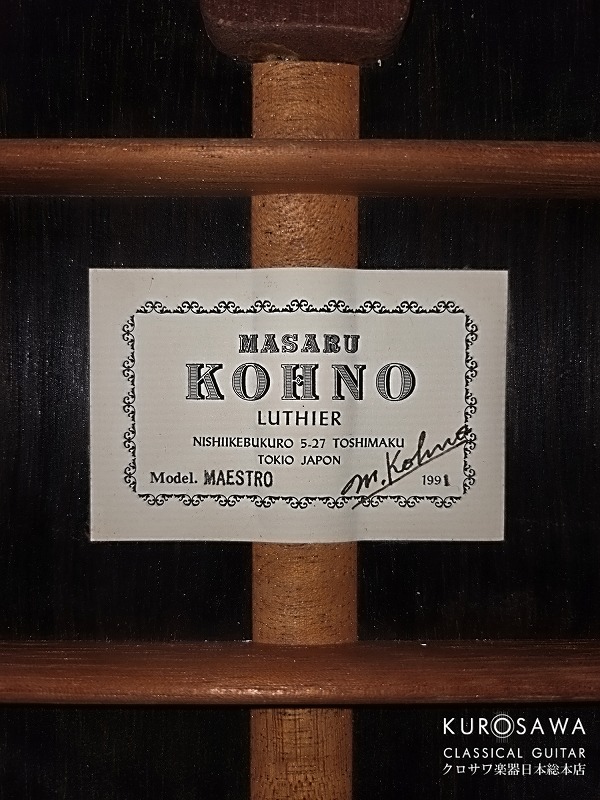 MASARU
KOHNO
LUTHIER
NISHIIKEBUKURO 5-27 TOSHIMAKU
TOKIO JAPON
Model. MAESTRO M. Kohno 1991
KUROSAWA
CLASSICAL GUITAR
クロサワ楽器日本総本店